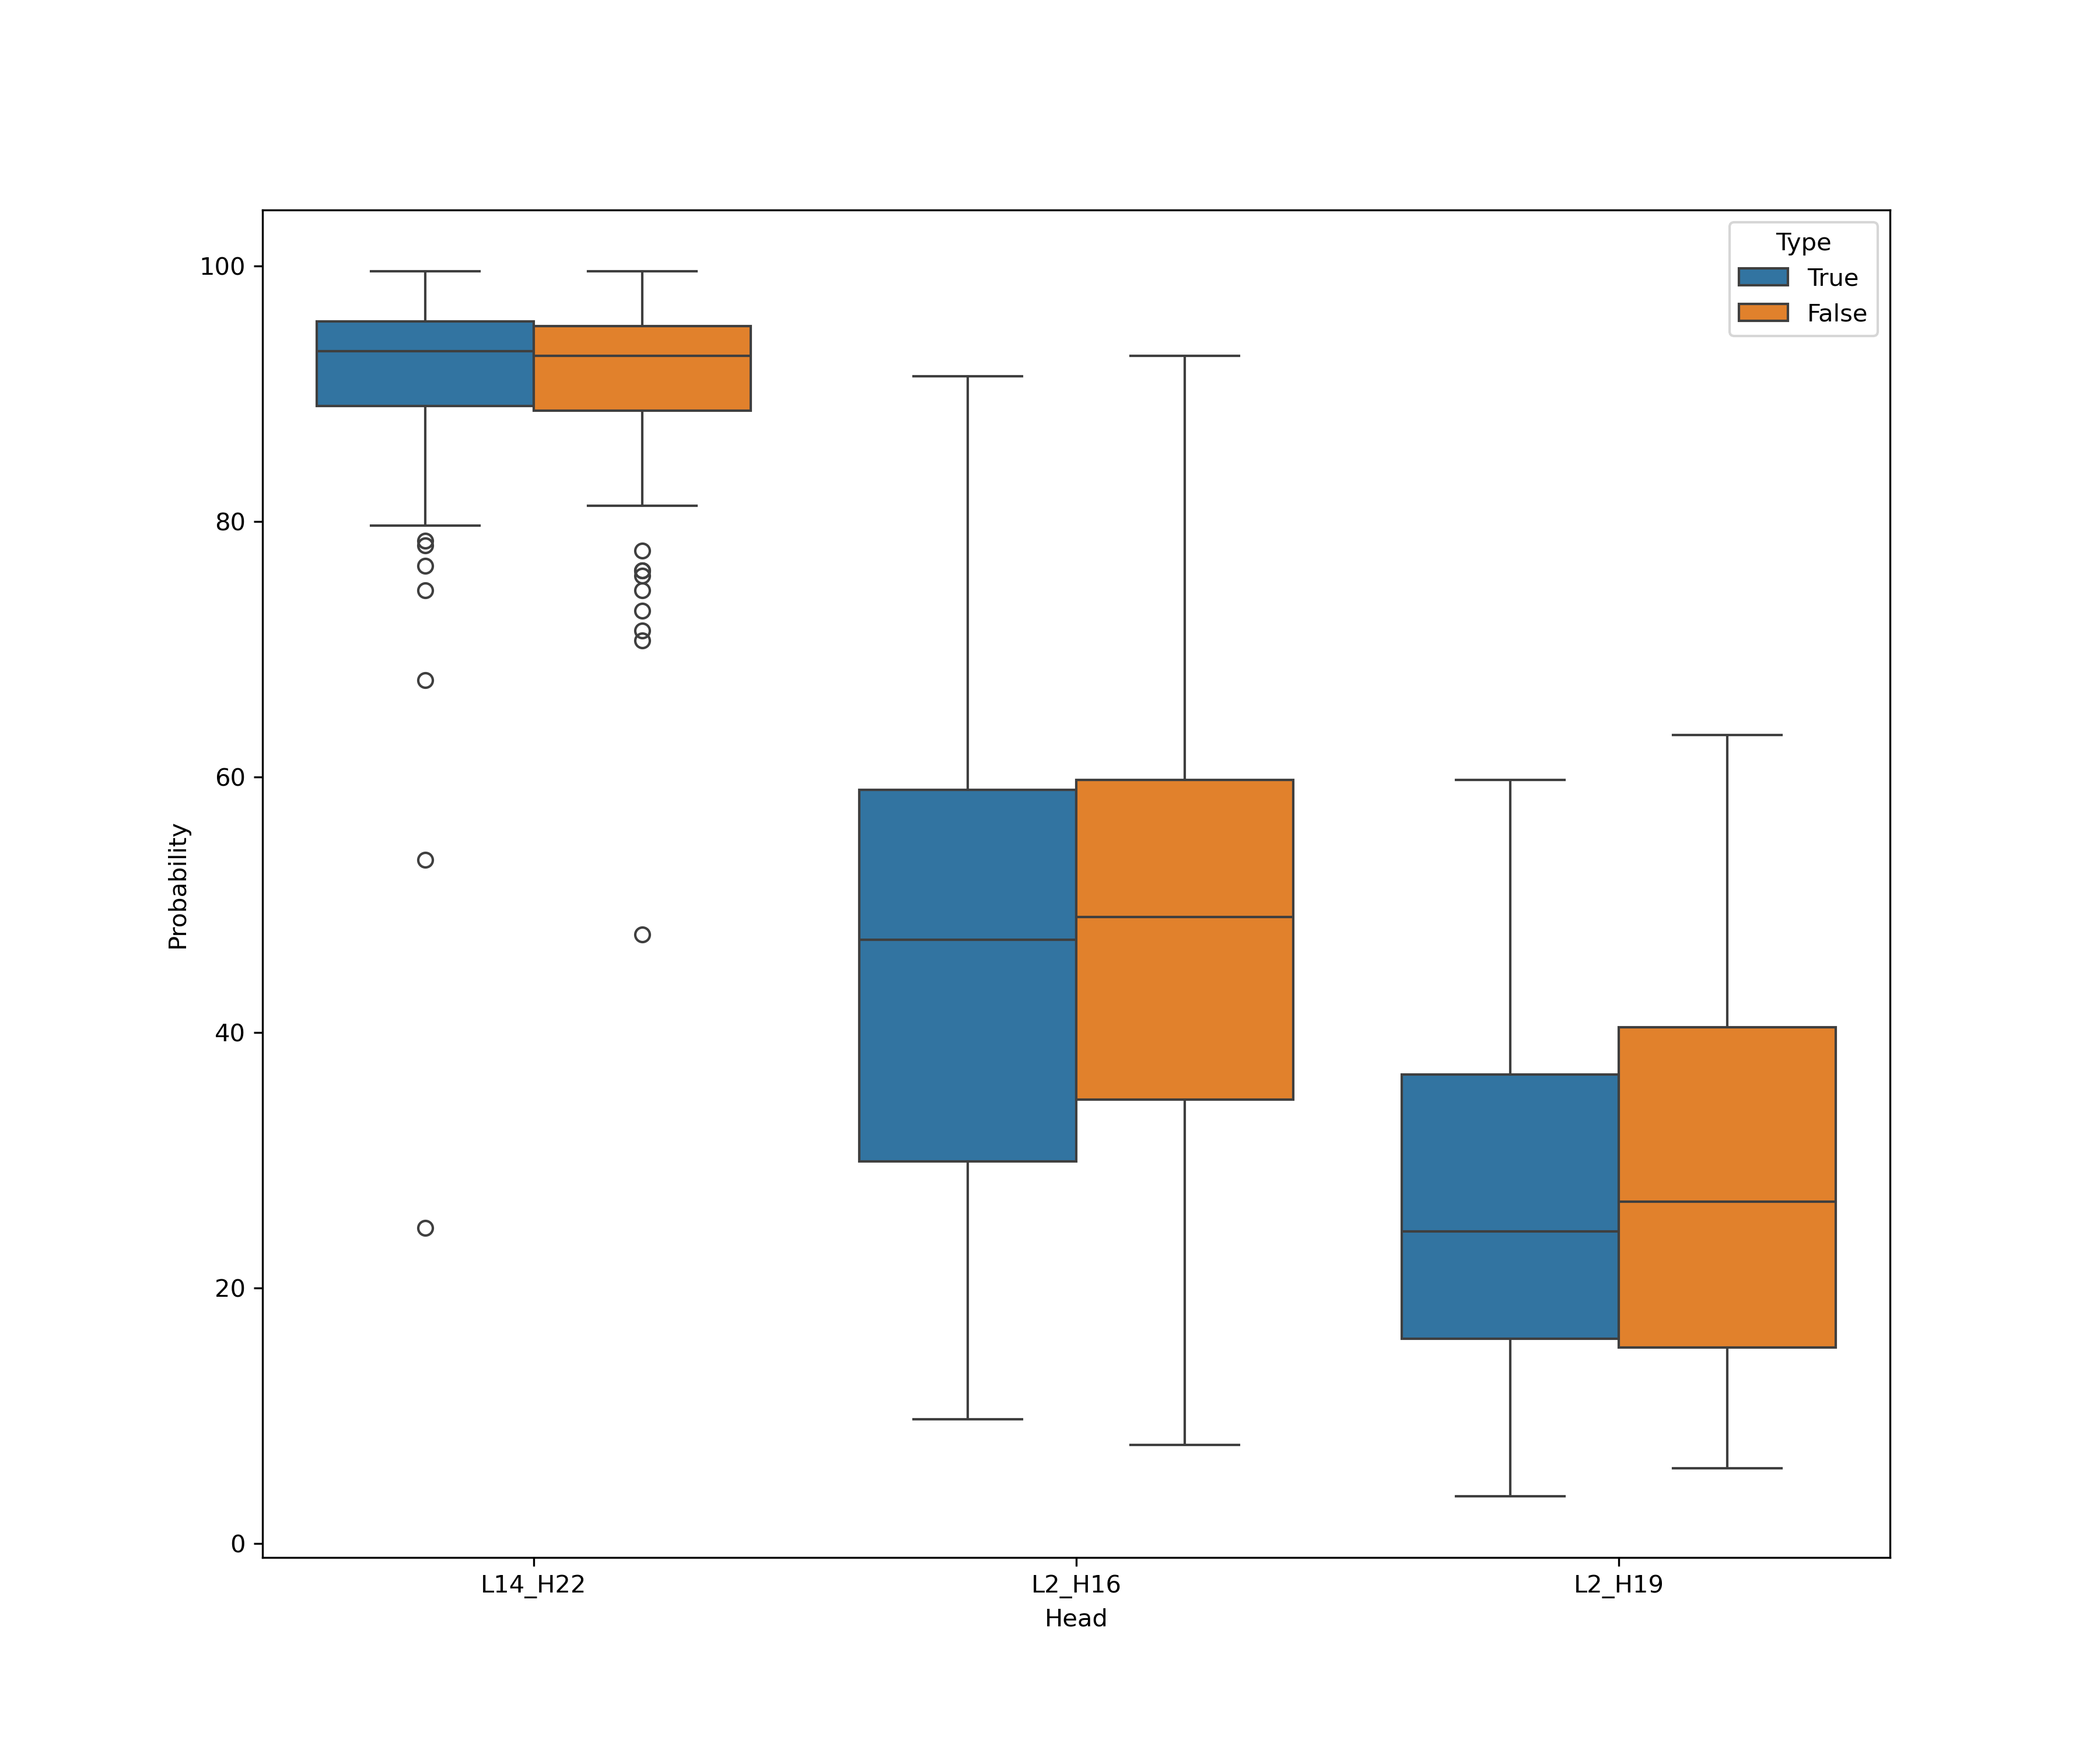 Type
True
False
100
80
60
40
20
0
Probability
L14_H22
L2_H16
L2_H19
Head